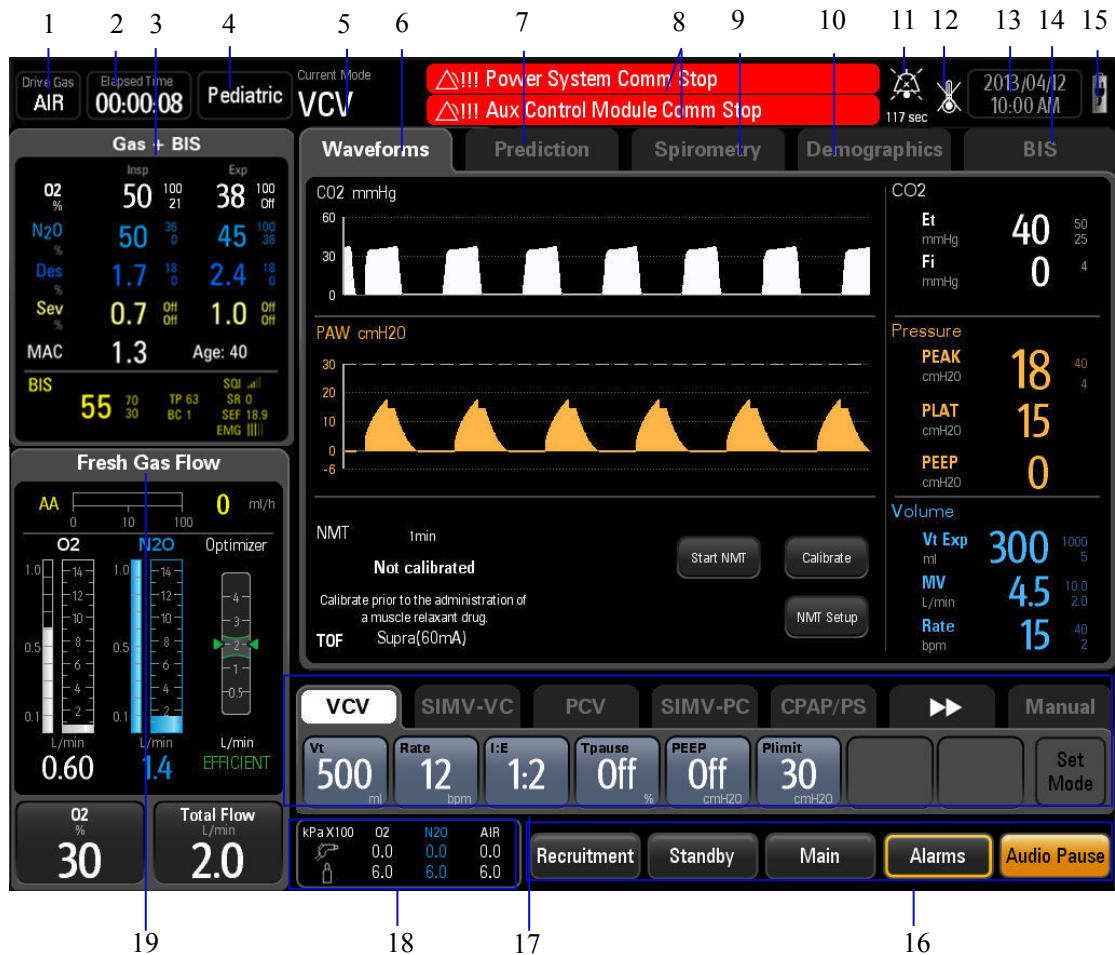 1 2 3 4 5 6 7 8 9 10 11 12 13 14 15
Drive Gas
AIR
Elapsed Time
00:00:08
Pediatric
Current Mode
VCV
!!! Power System Comm Stop
!!! Aux Control Module Comm Stop
117 sec
2013/04/12
10:00 AM
Gas + BIS
Insp Exp
O2 % 50 100 21 38 100 Off
N2O % 50 36 0 45 100 38
Des % 1.7 18 0 2.4 18 0
Sev % 0.7 Off Off 1.0 Off Off
MAC 1.3 Age: 40
BIS
55 70 30
TP 63
BC 1
SQI
SR 0
SEF 18.9
EMG
Waveforms Prediction Spirometry Demographics BIS
CO2 mmHg
60
30
0
PAW cmH2O
30
20
10
0
-6
NMT 1min
Not calibrated
Calibrate prior to the administration of
a muscle relaxant drug.
TOF Supra(60mA)
Start NMT
Calibrate
NMT Setup
CO2
Et mmHg 40 50 25
Fi mmHg 0 4
Pressure
PEAK cmH2O 18 40 4
PLAT cmH2O 15
PEEP cmH2O 0
Volume
Vt Exp ml 300 1000 5
MV L/min 4.5 10.0 2.0
Rate bpm 15 40 2
Fresh Gas Flow
AA 0 ml/h
0 10 100
O2 N2O Optimizer
1.0
0.5
0.1
14
12
10
8
6
4
2
1.0
0.5
0.1
14
12
10
8
6
4
2
4
3
2
1
0.5
L/min L/min L/min
0.60 1.4 EFFICIENT
O2
%
30
Total Flow
L/min
2.0
VCV SIMV-VC PCV SIMV-PC CPAP/PS Manual
Vt 500 ml
Rate 12 bpm
I:E 1:2
Tpause Off %
PEEP Off cmH2O
Plimit 30 cmH2O
Set
Mode
kPa X100 O2 N2O AIR
0.0 0.0 0.0
6.0 6.0 6.0
Recruitment Standby Main Alarms Audio Pause
19 18 17 16